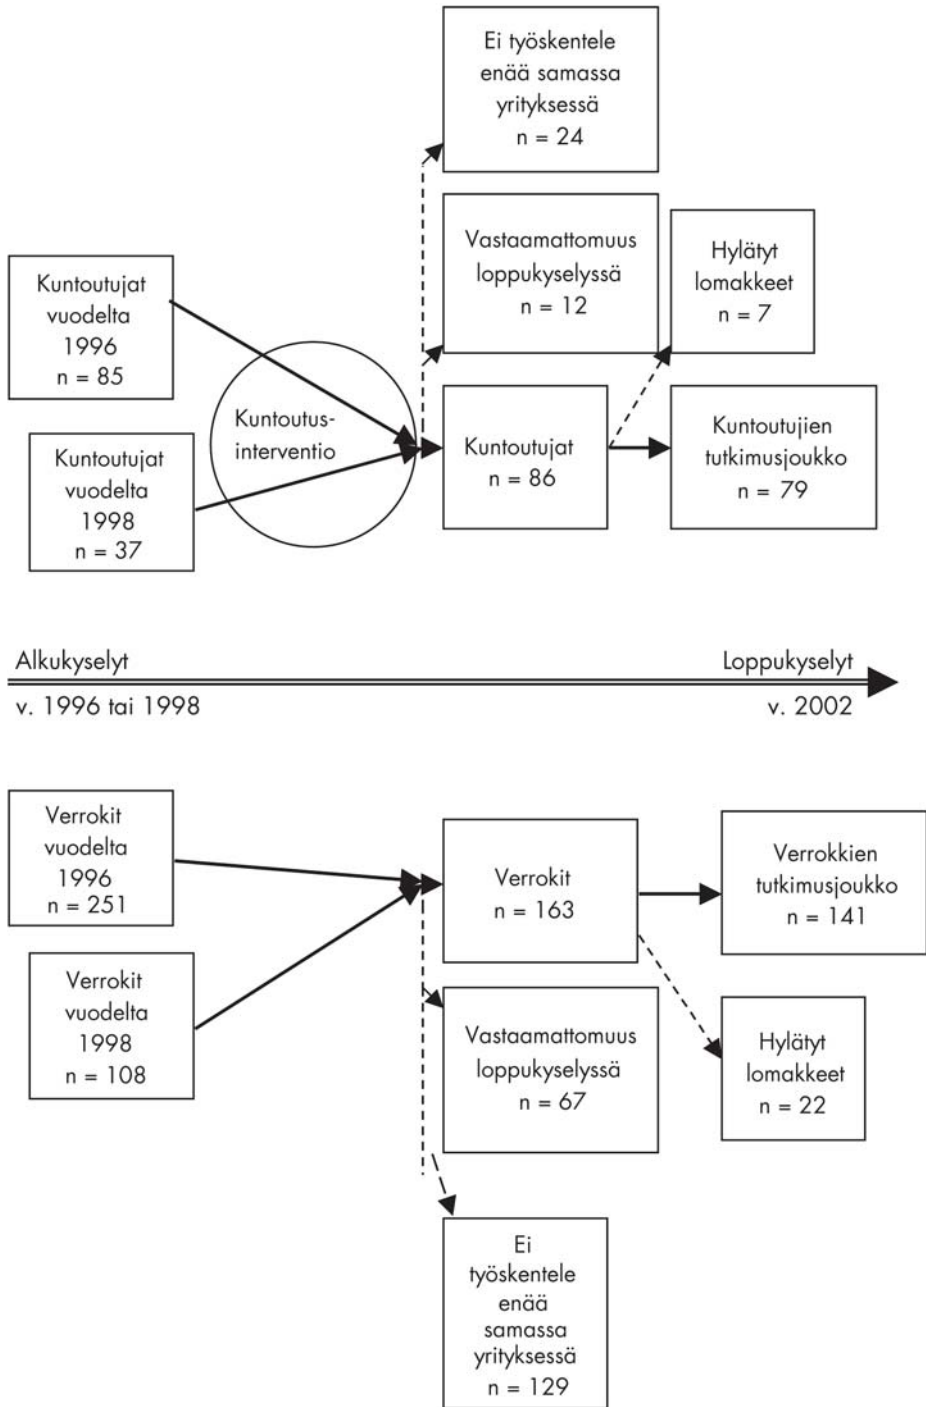 Ei työskentele
enää samassa
yrityksessä
n = 24
Vastaamattomuus
loppukyselyssä
n = 12
Hylätyt
lomakkeet
n = 7
Kuntoutujat
vuodelta
1996
n = 85
Kuntoutus-
interventio
Kuntoutujat
n = 86
Kuntoutujien
tutkimusjoukko
n = 79
Kuntoutujat
vuodelta
1998
n = 37
Alkukyselyt
Loppukyselyt
v. 1996 tai 1998
v. 2002
Verrokit
vuodelta
1996
n = 251
Verrokit
n = 163
Verrokkien
tutkimusjoukko
n = 141
Verrokit
vuodelta
1998
n = 108
Vastaamattomuus
loppukyselyssä
n = 67
Hylätyt
lomakkeet
n = 22
Ei
työskentele
enää
samassa
yrityksessä
n = 129